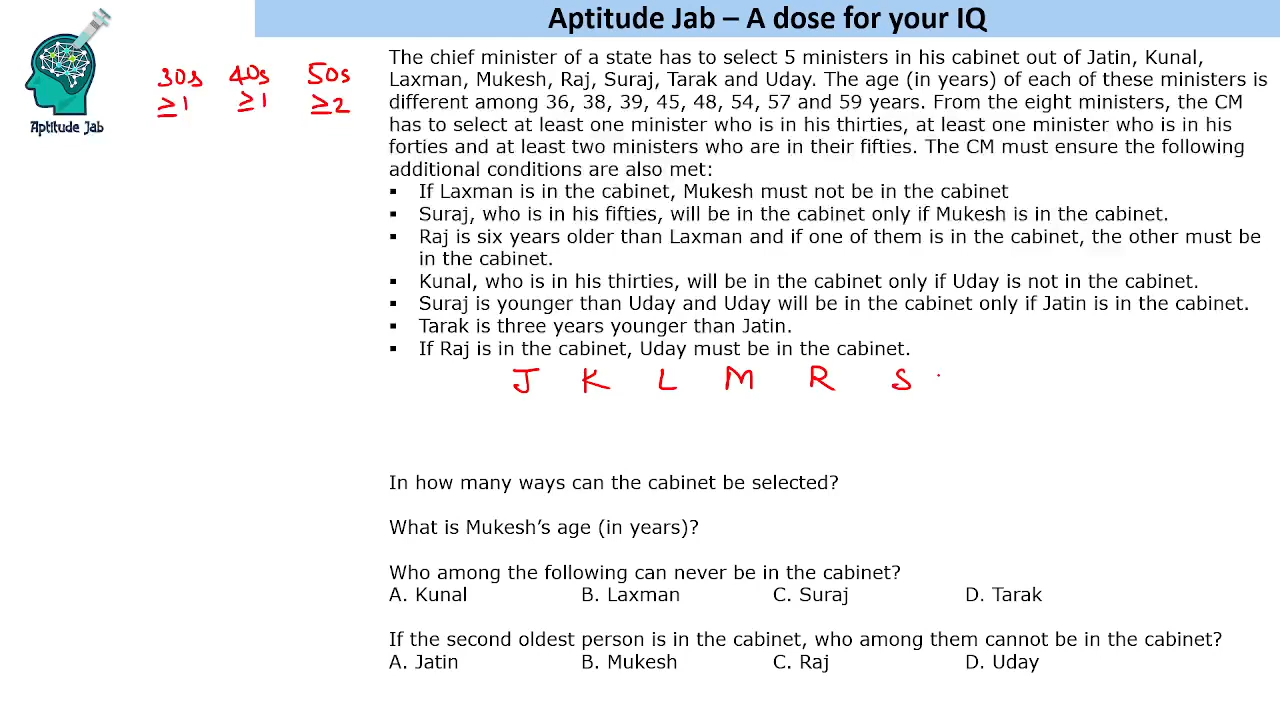 Aptitude Jab – A dose for your IQ
Aptitude Jab
30s 40s 50s
≥1 ≥1 ≥2
The chief minister of a state has to select 5 ministers in his cabinet out of Jatin, Kunal,
Laxman, Mukesh, Raj, Suraj, Tarak and Uday. The age (in years) of each of these ministers is
different among 36, 38, 39, 45, 48, 54, 57 and 59 years. From the eight ministers, the CM
has to select at least one minister who is in his thirties, at least one minister who is in his
forties and at least two ministers who are in their fifties. The CM must ensure the following
additional conditions are also met:
▪ If Laxman is in the cabinet, Mukesh must not be in the cabinet
▪ Suraj, who is in his fifties, will be in the cabinet only if Mukesh is in the cabinet.
▪ Raj is six years older than Laxman and if one of them is in the cabinet, the other must be
in the cabinet.
▪ Kunal, who is in his thirties, will be in the cabinet only if Uday is not in the cabinet.
▪ Suraj is younger than Uday and Uday will be in the cabinet only if Jatin is in the cabinet.
▪ Tarak is three years younger than Jatin.
▪ If Raj is in the cabinet, Uday must be in the cabinet.
J K L M R S
In how many ways can the cabinet be selected?
What is Mukesh's age (in years)?
Who among the following can never be in the cabinet?
A. Kunal B. Laxman C. Suraj D. Tarak
If the second oldest person is in the cabinet, who among them cannot be in the cabinet?
A. Jatin B. Mukesh C. Raj D. Uday